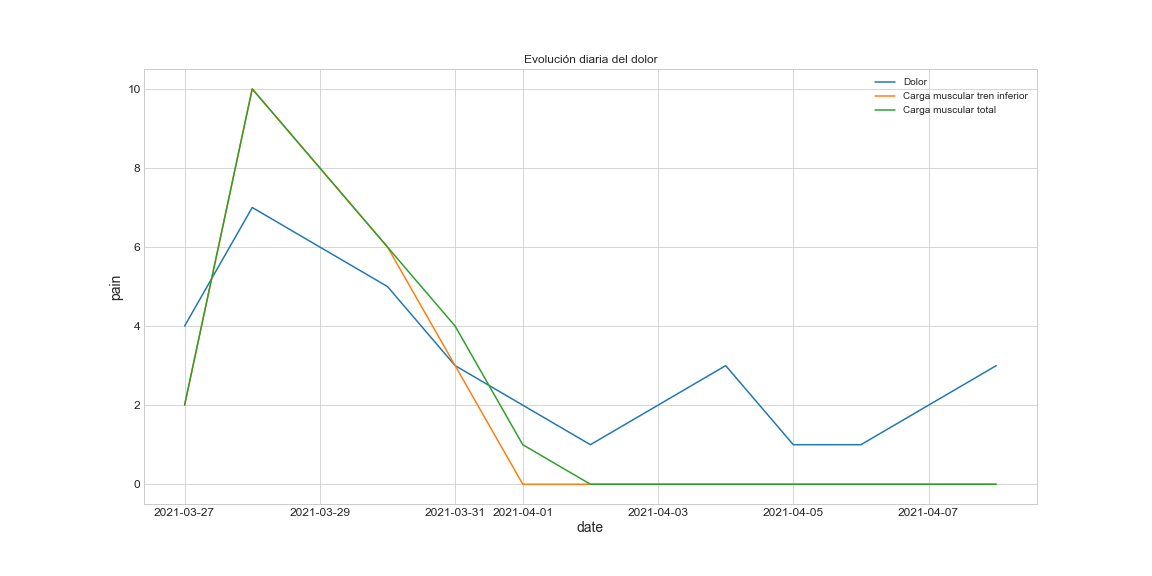 Evolución diaria del dolor
Dolor
Carga muscular tren inferior
Carga muscular total
pain
10
8
6
4
2
0
2021-03-27 2021-03-29 2021-03-31 2021-04-01 2021-04-03 2021-04-05 2021-04-07
date